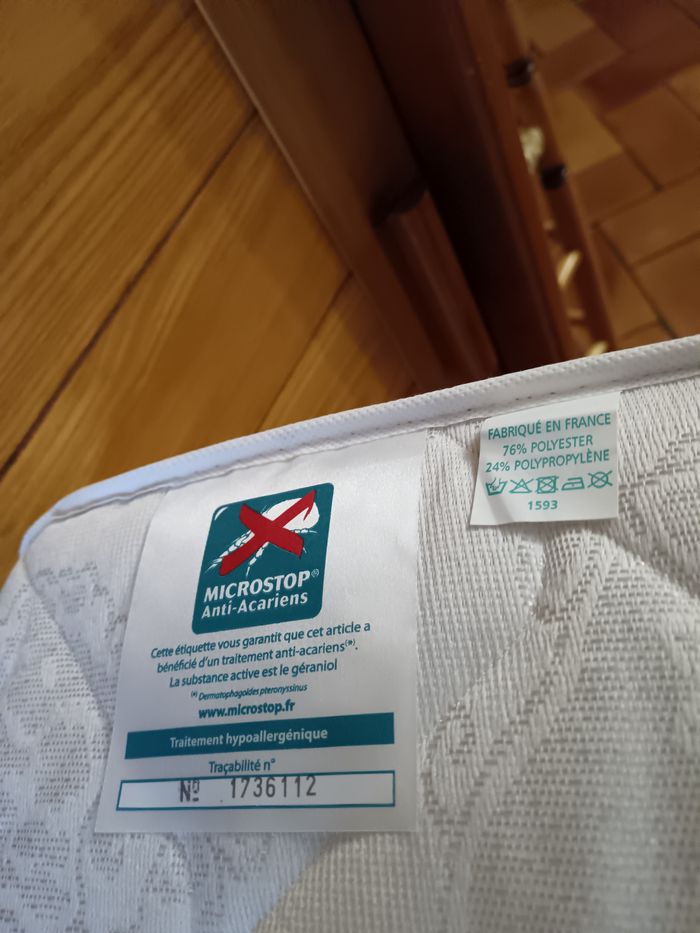 MICROSTOP®
Anti-Acariens
Cette étiquette vous garantit que cet article a
bénéficié d'un traitement anti-acariens(*).
La substance active est le géraniol
(*) Dermatophagoides pteronyssinus
www.microstop.fr
Traitement hypoallergénique
Traçabilité n°
Nº 1736112
FABRIQUÉ EN FRANCE
76% POLYESTER
24% POLYPROPYLÈNE
1593